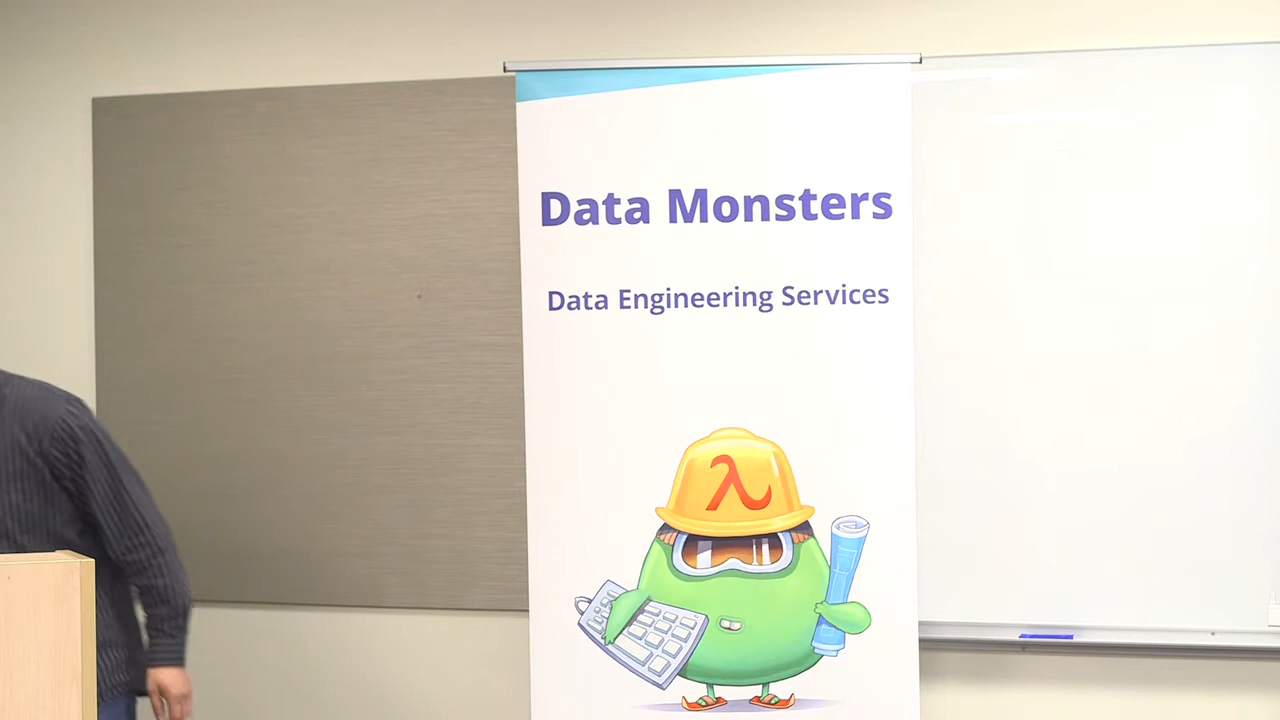 Data Monsters
Data Engineering Services
λ